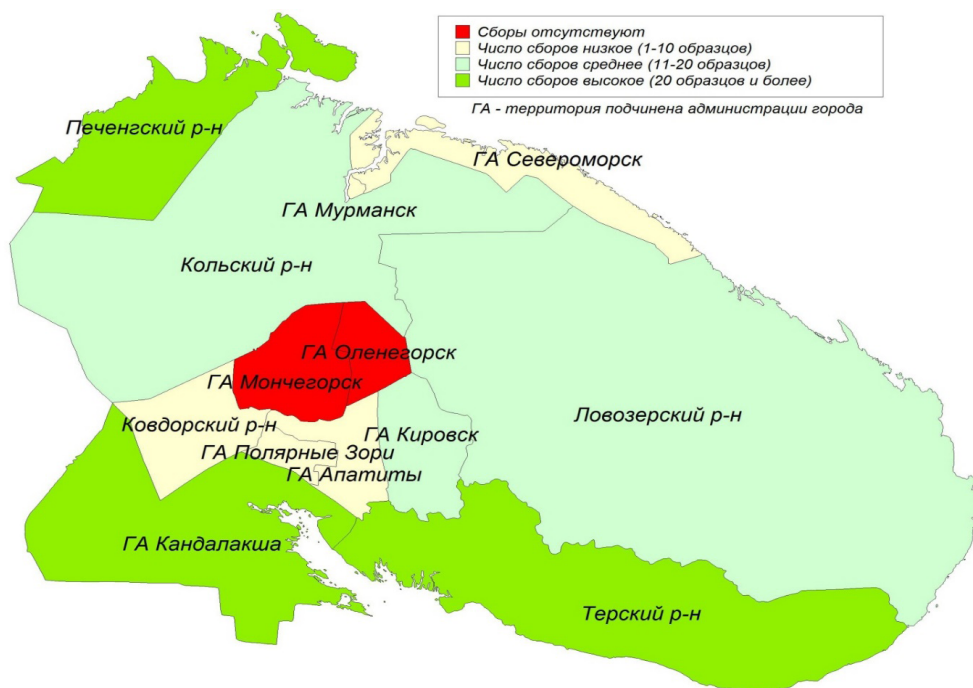 Сборы отсутствуют
Число сборов низкое (1-10 образцов)
Число сборов среднее (11-20 образцов)
Число сборов высокое (20 образцов и более)
ГА - территория подчинена администрации города
Печенгский р-н
ГА Североморск
ГА Мурманск
Кольский р-н
ГА Оленегорск
ГА Мончегорск
Ловозерский р-н
Ковдорский р-н
ГА Кировск
ГА Полярные Зори
ГА Апатиты
ГА Кандалакша
Терский р-н